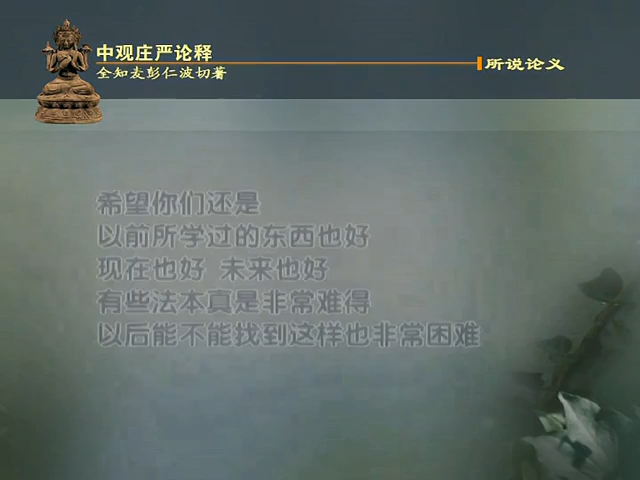 中观庄严论释
全知麦彭仁波切著
所说论义
希望你们还是
以前所学过的东西也好
现在也好 未来也好
有些法本真是非常难得
以后能不能找到这样也非常困难